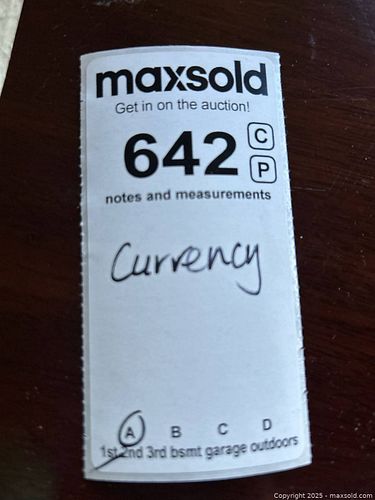 maxsold
Get in on the auction!
642 C
P
notes and measurements
Currency
A B C D
1st 2nd 3rd bsmt garage outdoors
© Copyright 2025 - maxsold.com